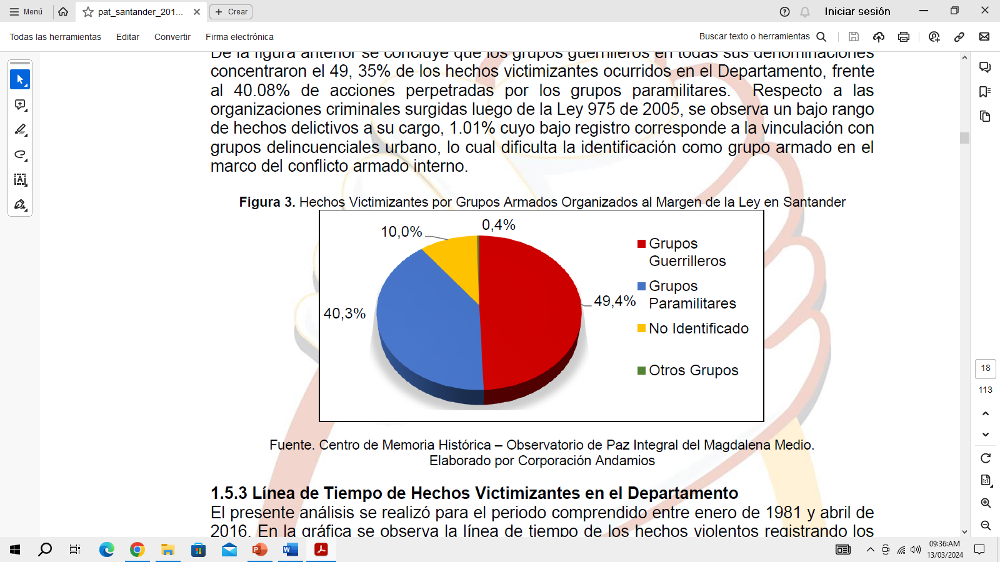 Menú
pat_santander_201...
Crear
Iniciar sesión
Todas las herramientas
Editar
Convertir
Firma electrónica
Buscar texto o herramientas
De la figura anterior se concluye que los grupos guerrilleros en todas sus denominaciones
concentraron el 49, 35% de los hechos victimizantes ocurridos en el Departamento, frente
al 40.08% de acciones perpetradas por los grupos paramilitares. Respecto a las
organizaciones criminales surgidas luego de la Ley 975 de 2005, se observa un bajo rango
de hechos delictivos a su cargo, 1.01% cuyo bajo registro corresponde a la vinculación con
grupos delincuenciales urbano, lo cual dificulta la identificación como grupo armado en el
marco del conflicto armado interno.
Figura 3. Hechos Victimizantes por Grupos Armados Organizados al Margen de la Ley en Santander
0,4%
10,0%
49,4%
40,3%
Grupos
Guerrilleros
Grupos
Paramilitares
No Identificado
Otros Grupos
Fuente. Centro de Memoria Histórica – Observatorio de Paz Integral del Magdalena Medio.
Elaborado por Corporación Andamios
1.5.3 Línea de Tiempo de Hechos Victimizantes en el Departamento
El presente análisis se realizó para el periodo comprendido entre enero de 1981 y abril de
2016. En la gráfica se observa la línea de tiempo de los hechos violentos registrando los
18
113
1:1
09:36 AM
13/03/2024